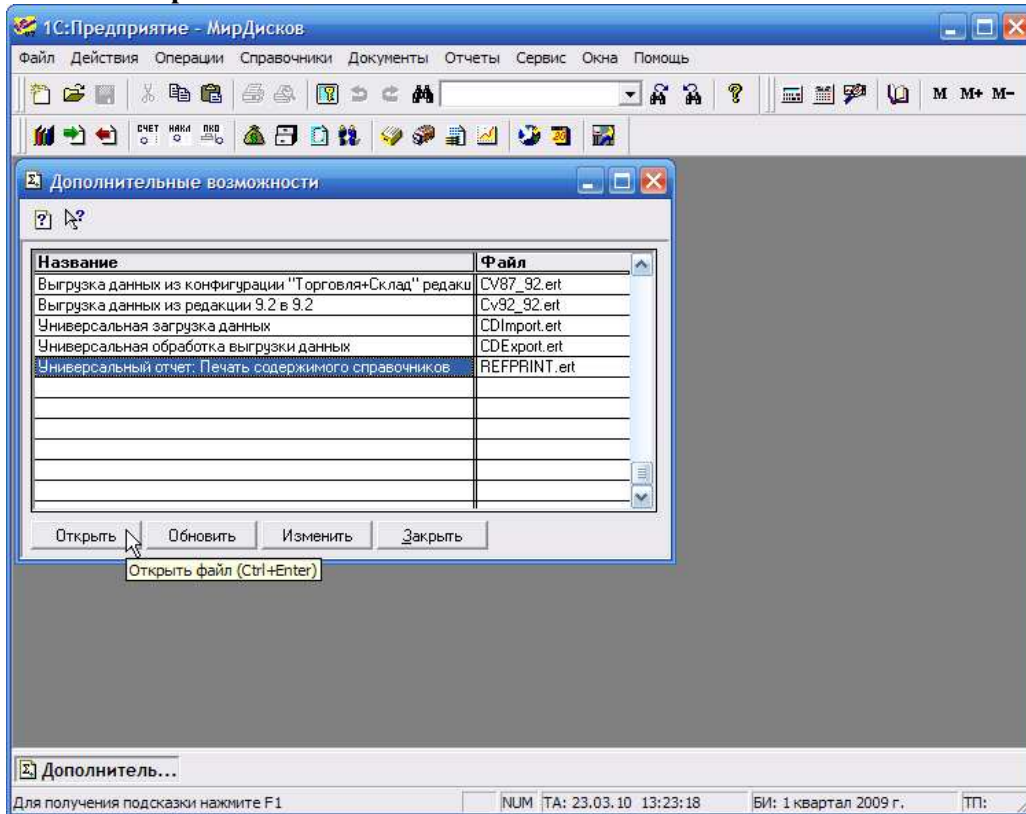 1С:Предприятие - МирДисков
Файл Действия Операции Справочники Документы Отчеты Сервис Окна Помощь
М М+ М-
СЧЕТ НАКЛ ПКО
Дополнительные возможности
Название Файл
Выгрузка данных из конфигурации "Торговля+Склад" редакц CV87_92.ert
Выгрузка данных из редакции 9.2 в 9.2 Cv92_92.ert
Универсальная загрузка данных CDImport.ert
Универсальная обработка выгрузки данных CDExport.ert
Универсальный отчет: Печать содержимого справочников REFPRINT.ert
Открыть Обновить Изменить Закрыть
Открыть файл (Ctrl+Enter)
Дополнитель...
Для получения подсказки нажмите F1 NUM TA: 23.03.10 13:23:18 БИ: 1 квартал 2009 г. ТП: